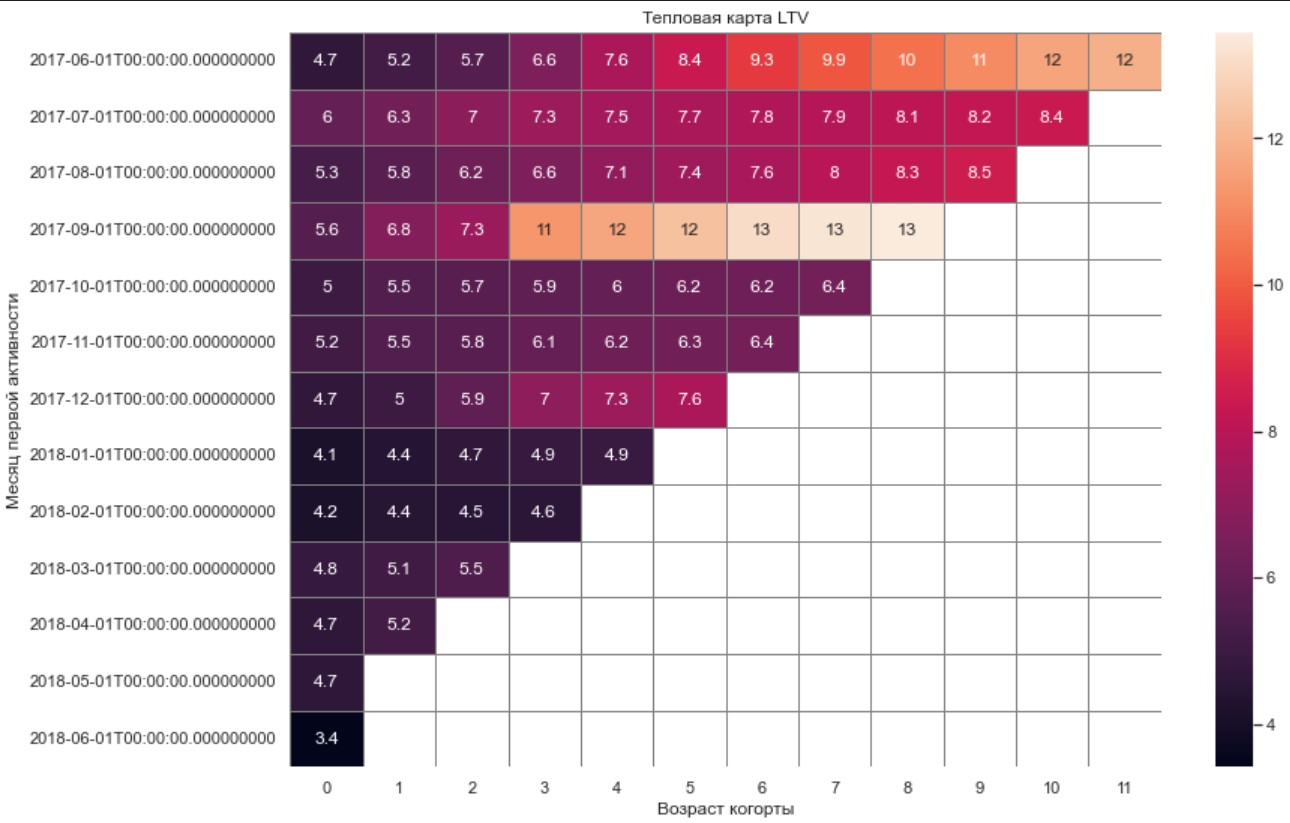 Тепловая карта LTV
Месяц первой активности
2017-06-01T00:00:00.000000000 4.7 5.2 5.7 6.6 7.6 8.4 9.3 9.9 10 11 12 12
2017-07-01T00:00:00.000000000 6 6.3 7 7.3 7.5 7.7 7.8 7.9 8.1 8.2 8.4
2017-08-01T00:00:00.000000000 5.3 5.8 6.2 6.6 7.1 7.4 7.6 8 8.3 8.5
2017-09-01T00:00:00.000000000 5.6 6.8 7.3 11 12 12 13 13 13
2017-10-01T00:00:00.000000000 5 5.5 5.7 5.9 6 6.2 6.2 6.4
2017-11-01T00:00:00.000000000 5.2 5.5 5.8 6.1 6.2 6.3 6.4
2017-12-01T00:00:00.000000000 4.7 5 5.9 7 7.3 7.6
2018-01-01T00:00:00.000000000 4.1 4.4 4.7 4.9 4.9
2018-02-01T00:00:00.000000000 4.2 4.4 4.5 4.6
2018-03-01T00:00:00.000000000 4.8 5.1 5.5
2018-04-01T00:00:00.000000000 4.7 5.2
2018-05-01T00:00:00.000000000 4.7
2018-06-01T00:00:00.000000000 3.4
0 1 2 3 4 5 6 7 8 9 10 11
Возраст когорты
12
10
8
6
4